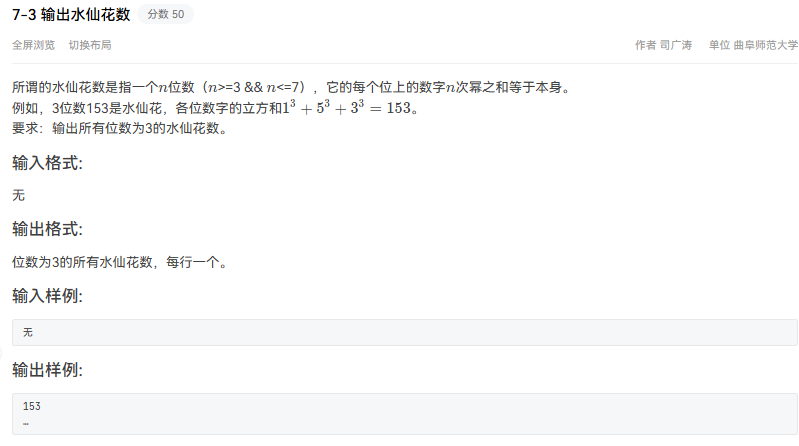 7-3 输出水仙花数 分数 50
全屏浏览 切换布局 作者 司广涛 单位 曲阜师范大学
所谓的水仙花数是指一个n位数（n>=3 && n<=7），它的每个位上的数字n次幂之和等于本身。
例如，3位数153是水仙花，各位数字的立方和1³ + 5³ + 3³ = 153。
要求：输出所有位数为3的水仙花数。
输入格式:
无
输出格式:
位数为3的所有水仙花数，每行一个。
输入样例:
无
输出样例:
153
…